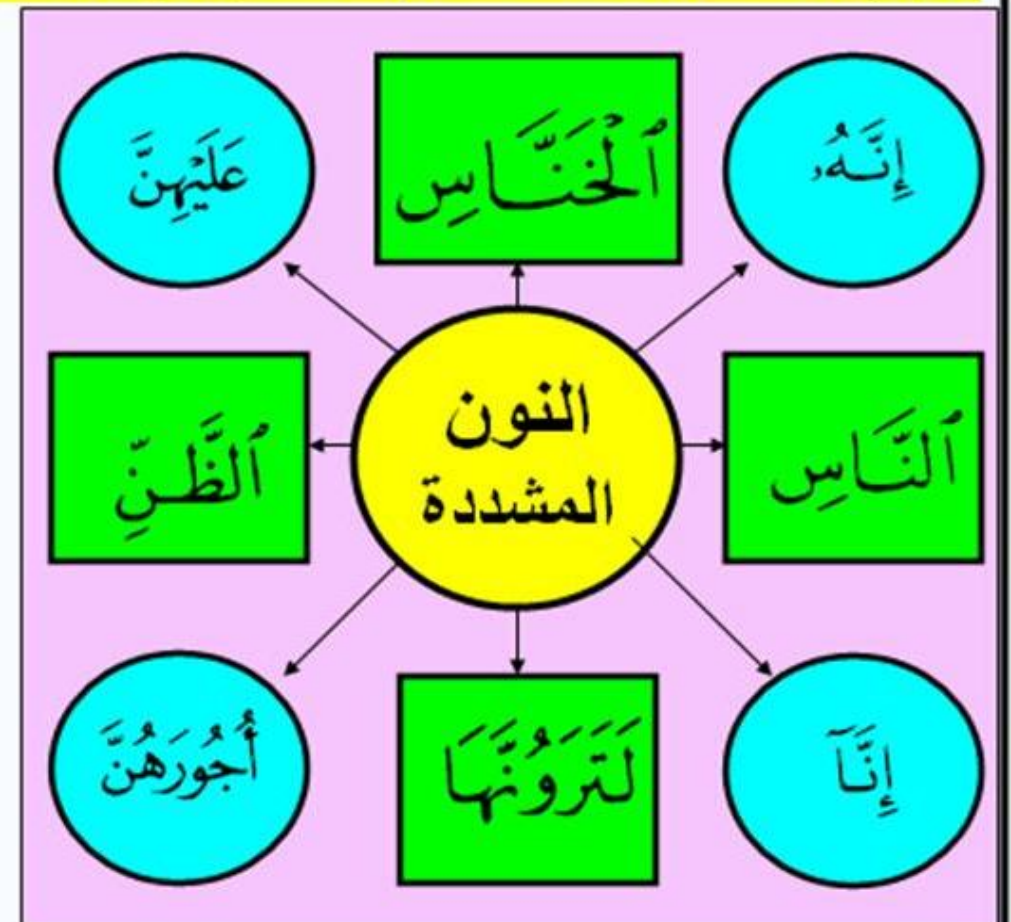 إِنَّهُۥ
ٱلْخَنَّاسِ
عَلَيْهِنَّ
النون
المشددة
ٱلنَّاسِ
ٱلظَّنِّ
إِنَّآ
لَتَرَوُنَّهَا
أُجُورَهُنَّ